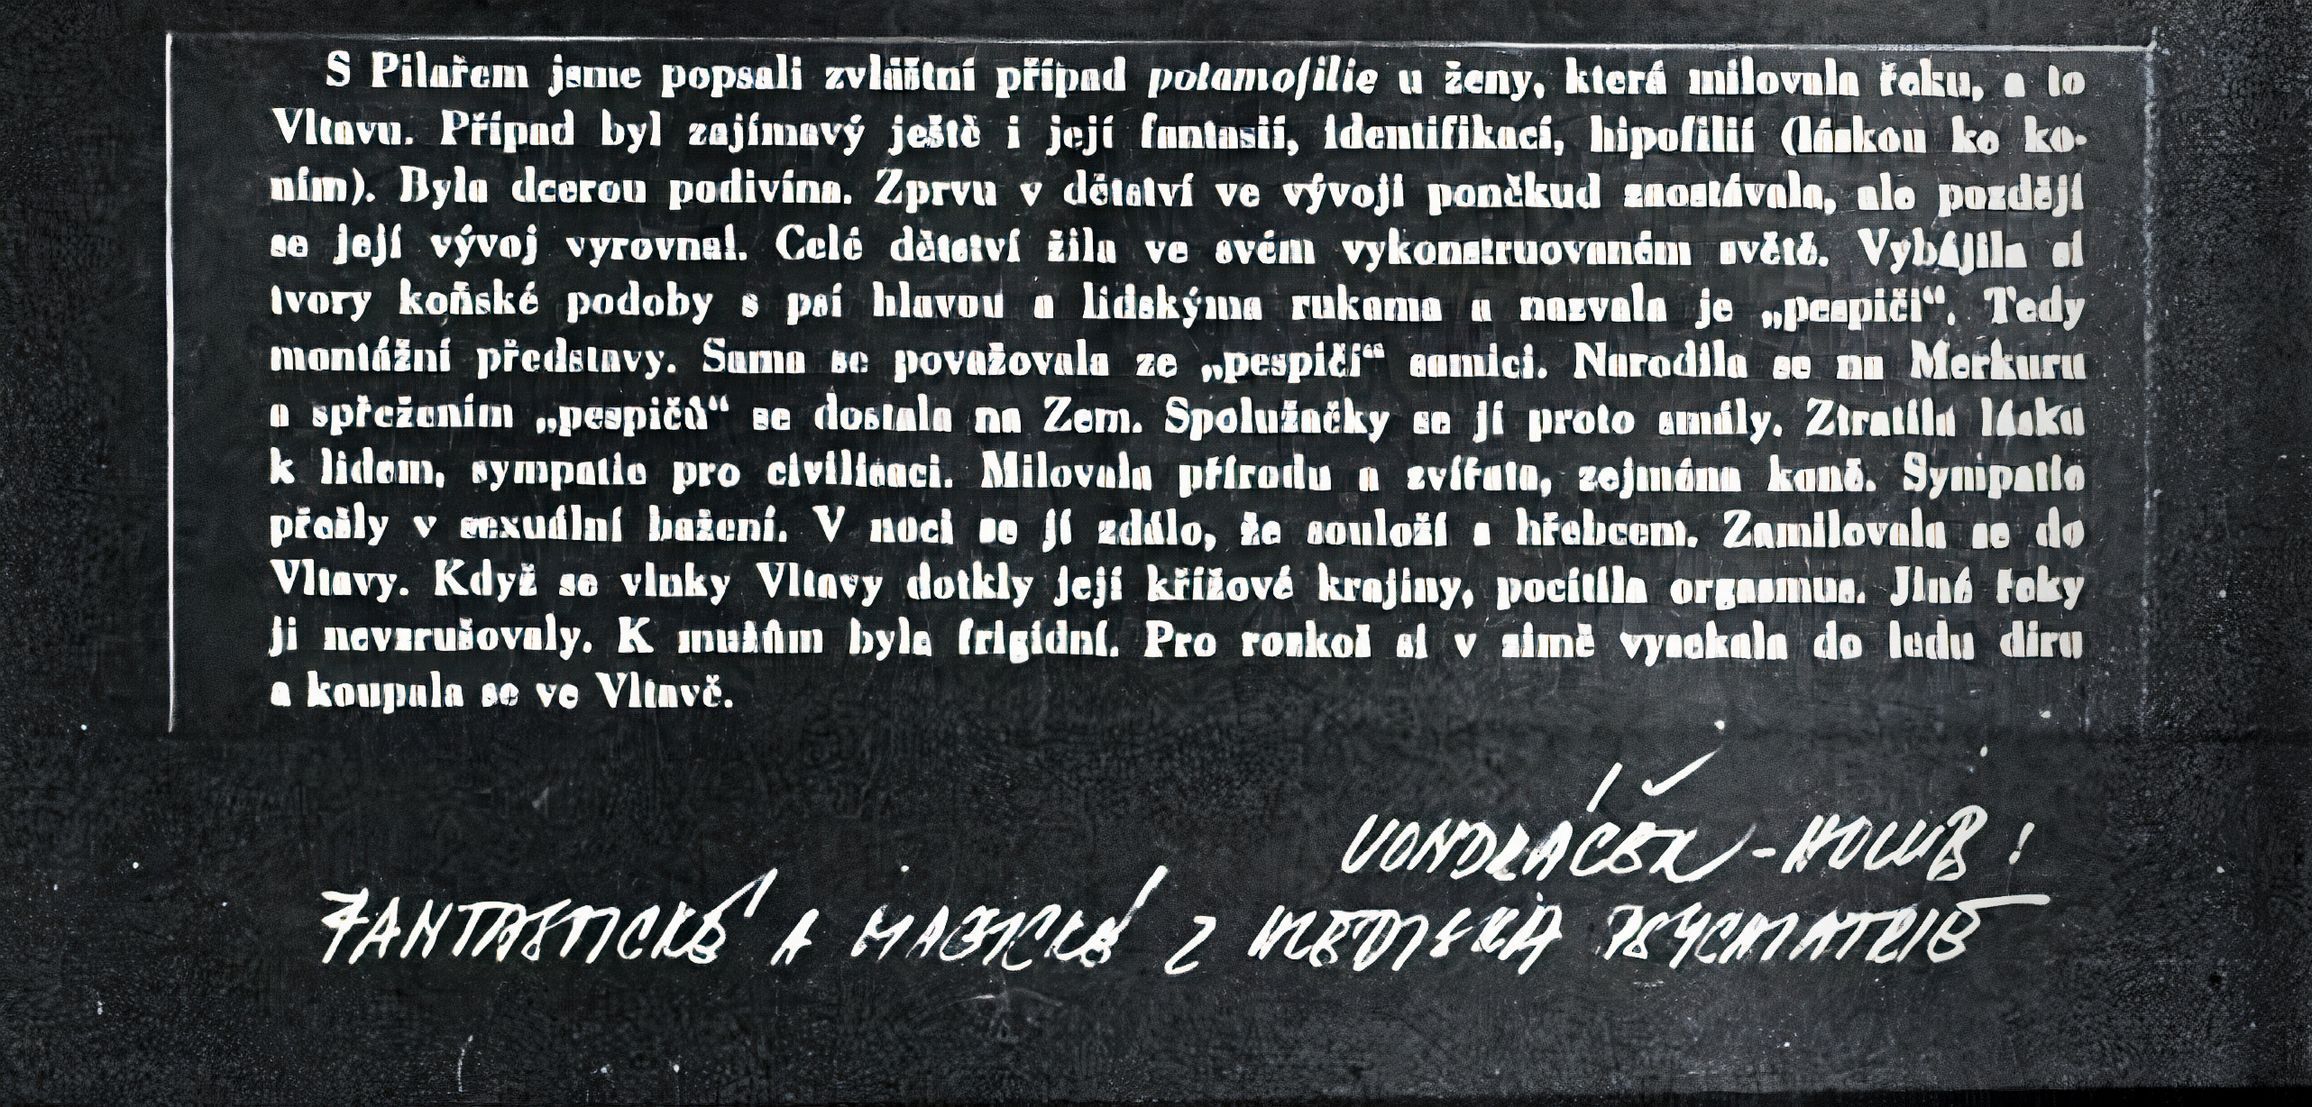 S Pilařem jsme popsali zvláštní případ potamofilie u ženy, která milovala řeku, a to
Vltavu. Případ byl zajímavý ještě i její fantasií, identifikací, hipofilií (láskou ke ko-
ním). Byla dcerou podivína. Zprvu v dětství ve vývoji poněkud zaostávala, ale později
se její vývoj vyrovnal. Celé dětství žila ve svém vykonstruovaném světě. Vybájila si
tvory koňské podoby s psí hlavou a lidskýma rukama a nazvala je „pespiči“. Tedy
montážní představy. Sama se považovala ze „pespičí“ samici. Narodila se na Merkuru
a spřežením „pespičů“ se dostala na Zem. Spolužačky se jí proto smály. Ztratila lásku
k lidem, sympatie pro civilisaci. Milovala přírodu a zvířata, zejména koně. Sympatie
přešly v sexuální bažení. V noci se jí zdálo, že souloží s hřebcem. Zamilovala se do
Vltavy. Když se vlnky Vltavy dotkly její křížové krajiny, pocítila orgasmus. Jiné řeky
ji nevzrušovaly. K mužům byla frigidní. Pro rozkoš si v zimě vysekala do ledu díru
a koupala se ve Vltavě.
VONDRÁČEK - HOLUB:
FANTASTICKÉ A MAGICKÉ Z HLEDISKA PSYCHIATRIE